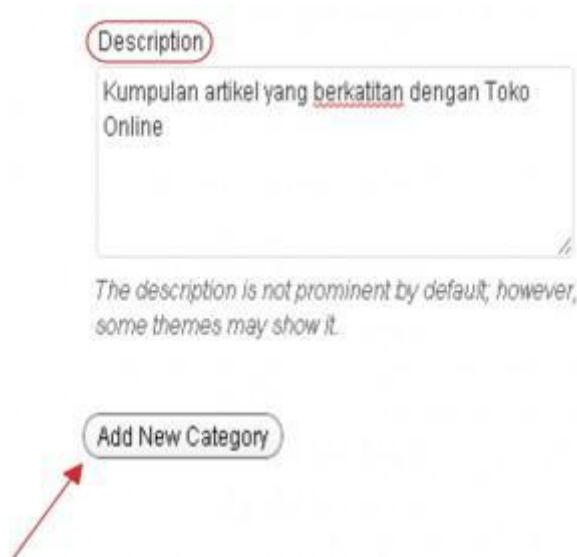 Description
Kumpulan artikel yang berkatitan dengan Toko
Online
The description is not prominent by default; however,
some themes may show it.
Add New Category